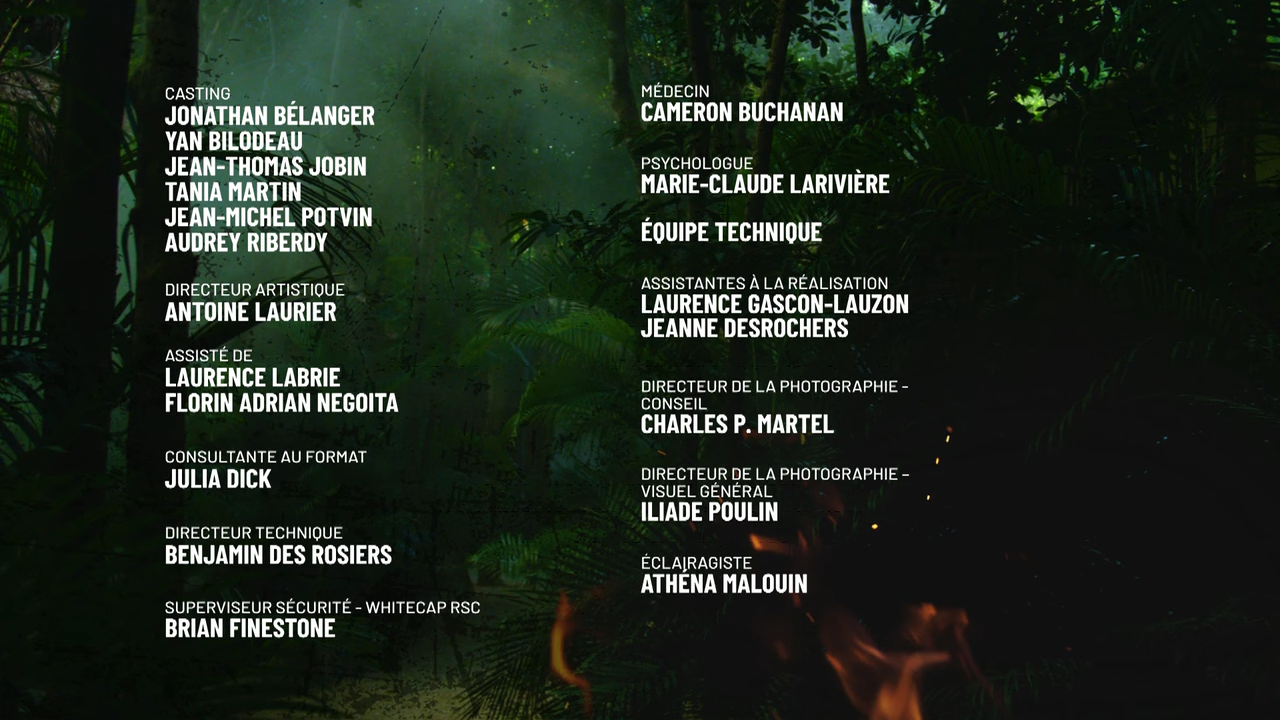 CASTING
JONATHAN BÉLANGER
YAN BILODEAU
JEAN-THOMAS JOBIN
TANIA MARTIN
JEAN-MICHEL POTVIN
AUDREY RIBERDY
DIRECTEUR ARTISTIQUE
ANTOINE LAURIER
ASSISTÉ DE
LAURENCE LABRIE
FLORIN ADRIAN NEGOITA
CONSULTANTE AU FORMAT
JULIA DICK
DIRECTEUR TECHNIQUE
BENJAMIN DES ROSIERS
SUPERVISEUR SÉCURITÉ - WHITECAP RSC
BRIAN FINESTONE
MÉDECIN
CAMERON BUCHANAN
PSYCHOLOGUE
MARIE-CLAUDE LARIVIÈRE
ÉQUIPE TECHNIQUE
ASSISTANTES À LA RÉALISATION
LAURENCE GASCON-LAUZON
JEANNE DESROCHERS
DIRECTEUR DE LA PHOTOGRAPHIE -
CONSEIL
CHARLES P. MARTEL
DIRECTEUR DE LA PHOTOGRAPHIE –
VISUEL GÉNÉRAL
ILIADE POULIN
ÉCLAIRAGISTE
ATHÉNA MALOUIN